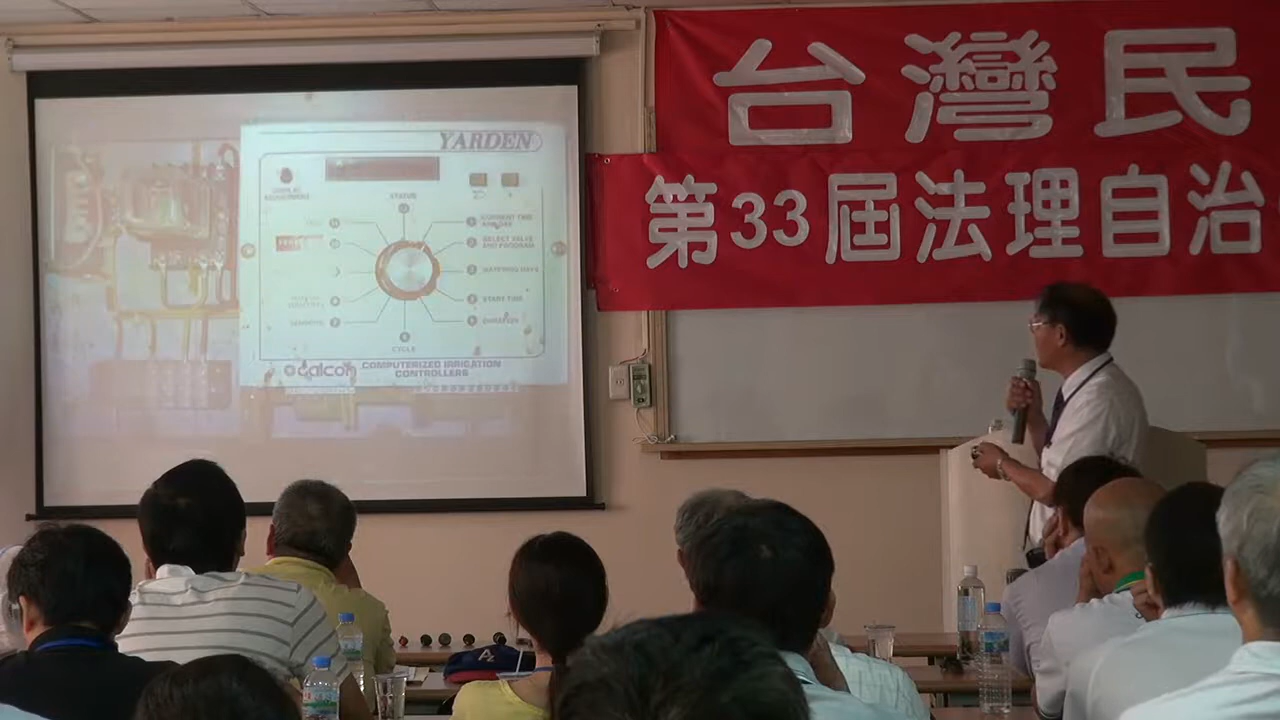 台灣民
第33屆法理自治
YARDEN
STATUS
CURRENT TIME
AND DAY
SELECT VALVE
AND PROGRAM
WATERING DAYS
START TIME
DURATION
CYCLE
galcon COMPUTERIZED IRRIGATION
CONTROLLERS